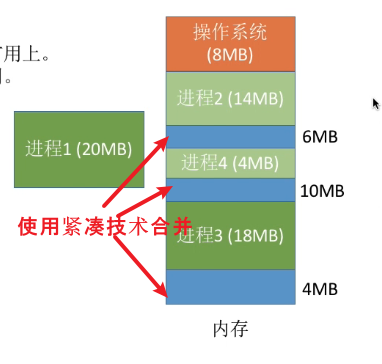 用上。
操作系统
(8MB)
进程2 (14MB)
6MB
进程1 (20MB)
进程4 (4MB)
10MB
使用紧凑技术合并
进程3 (18MB)
4MB
内存